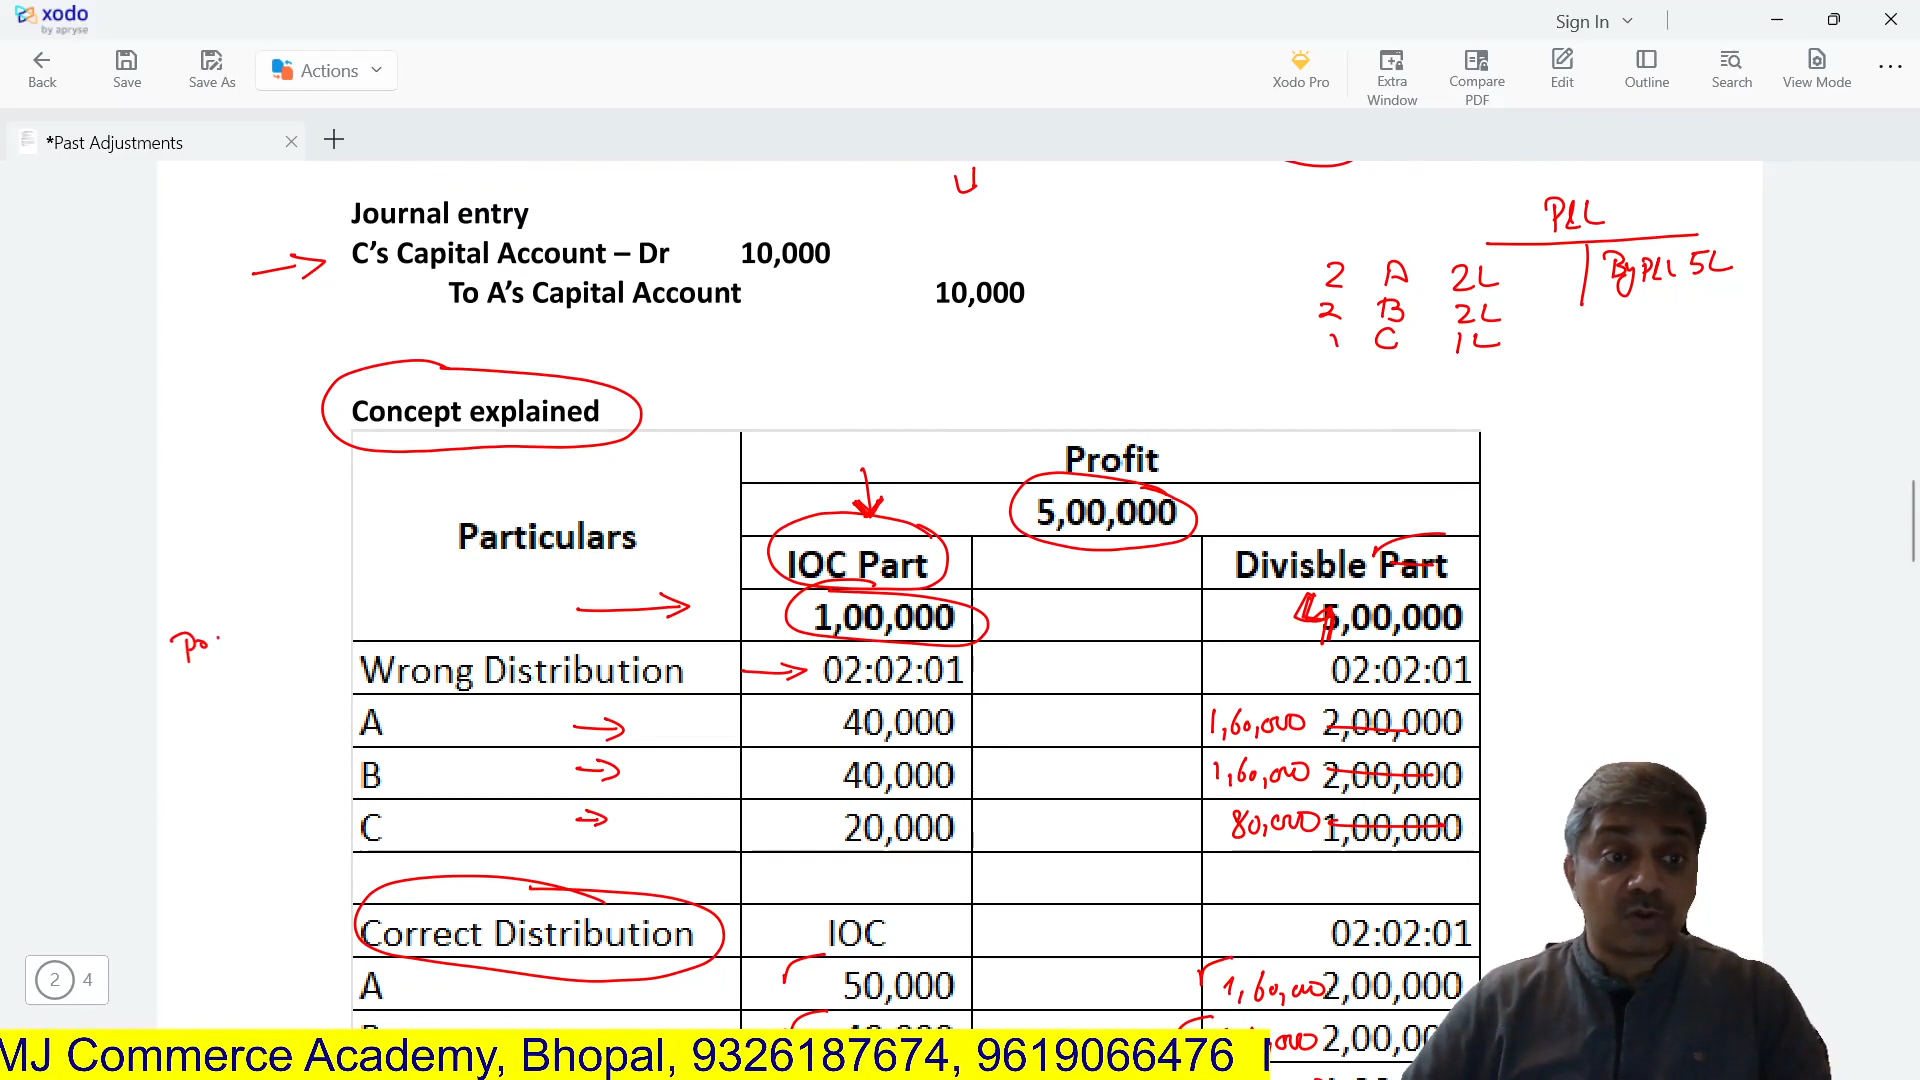 xodo
by apryse
Sign In
Back
Save
Save As
Actions
Xodo Pro
Extra Window
Compare PDF
Edit
Outline
Search
View Mode
*Past Adjustments
Journal entry
C's Capital Account – Dr 10,000
To A's Capital Account 10,000
2 A 2L
2 B 2L
1 C 1L
Concept explained
Profit
5,00,000
Particulars
IOC Part Divisble Part
1,00,000 5,00,000
Wrong Distribution 02:02:01 02:02:01
A 40,000 1,60,000 2,00,000
B 40,000 1,60,000 2,00,000
C 20,000 80,000 1,00,000
Correct Distribution IOC 02:02:01
A 50,000 1,60,000 2,00,000
2 4
MJ Commerce Academy, Bhopal, 9326187674, 9619066476